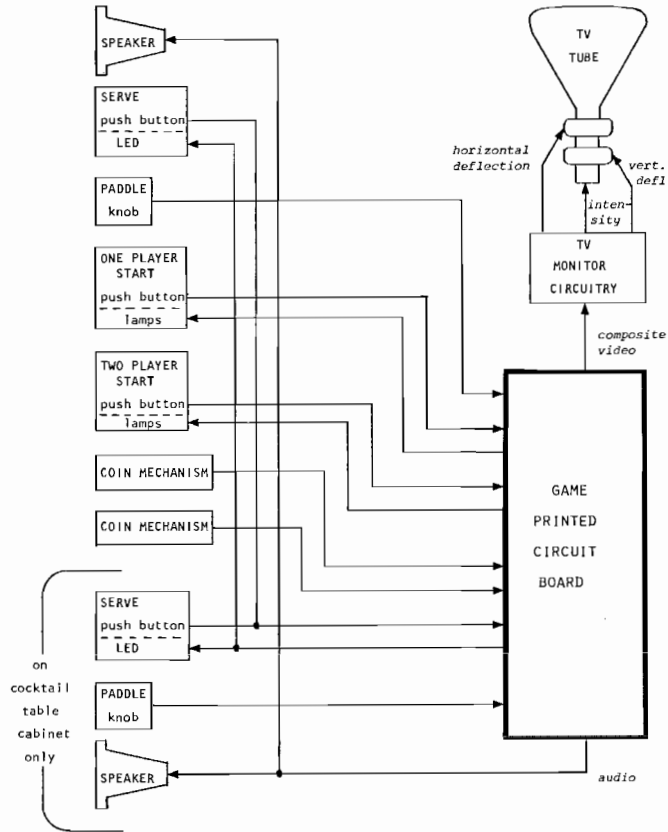 SPEAKER
SERVE
push button
LED
PADDLE
knob
ONE PLAYER
START
push button
lamps
TWO PLAYER
START
push button
lamps
COIN MECHANISM
COIN MECHANISM
SERVE
push button
LED
PADDLE
knob
SPEAKER
on
cocktail
table
cabinet
only
TV
TUBE
horizontal
deflection
vert.
defl
inten-
sity
TV
MONITOR
CIRCUITRY
composite
video
GAME
PRINTED
CIRCUIT
BOARD
audio